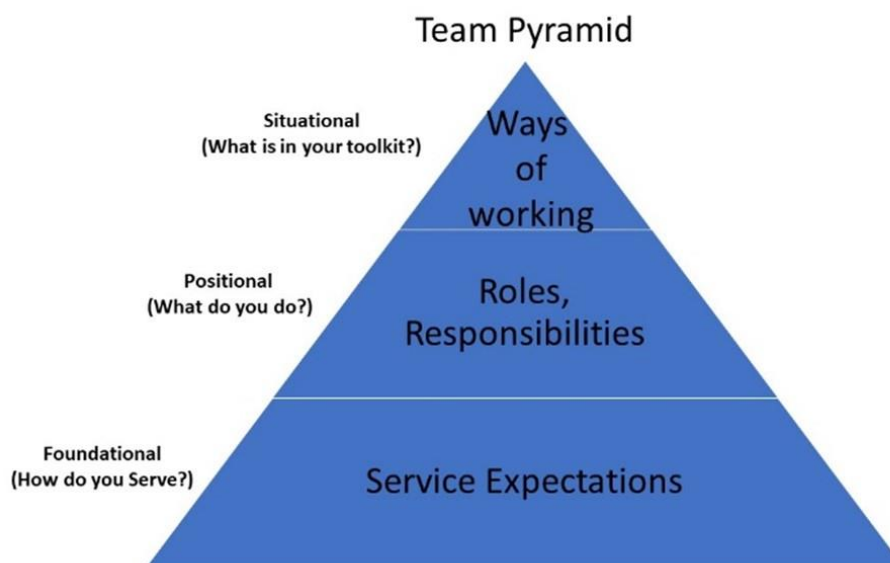 Team Pyramid
Situational
(What is in your toolkit?)
Ways
of
working
Positional
(What do you do?)
Roles,
Responsibilities
Foundational
(How do you Serve?)
Service Expectations